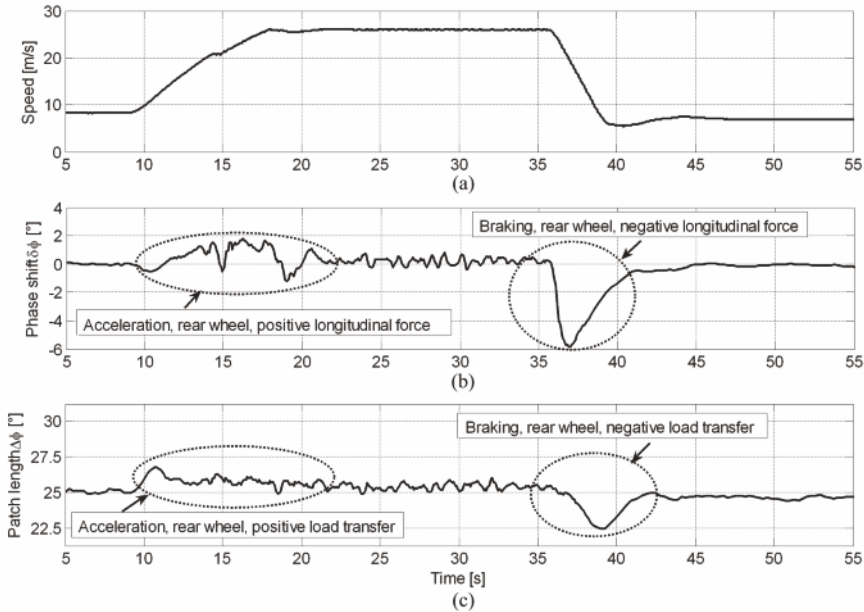 30
20
10
0
Speed [m/s]
5 10 15 20 25 30 35 40 45 50 55
(a)
4
2
0
-2
-4
-6
Phase shiftδϕ [°]
Braking, rear wheel, negative longitudinal force
Acceleration, rear wheel, positive longitudinal force
5 10 15 20 25 30 35 40 45 50 55
(b)
30
27.5
25
22.5
Patch lengthΔϕ [°]
Braking, rear wheel, negative load transfer
Acceleration, rear wheel, positive load transfer
5 10 15 20 25 30 35 40 45 50 55
Time [s]
(c)